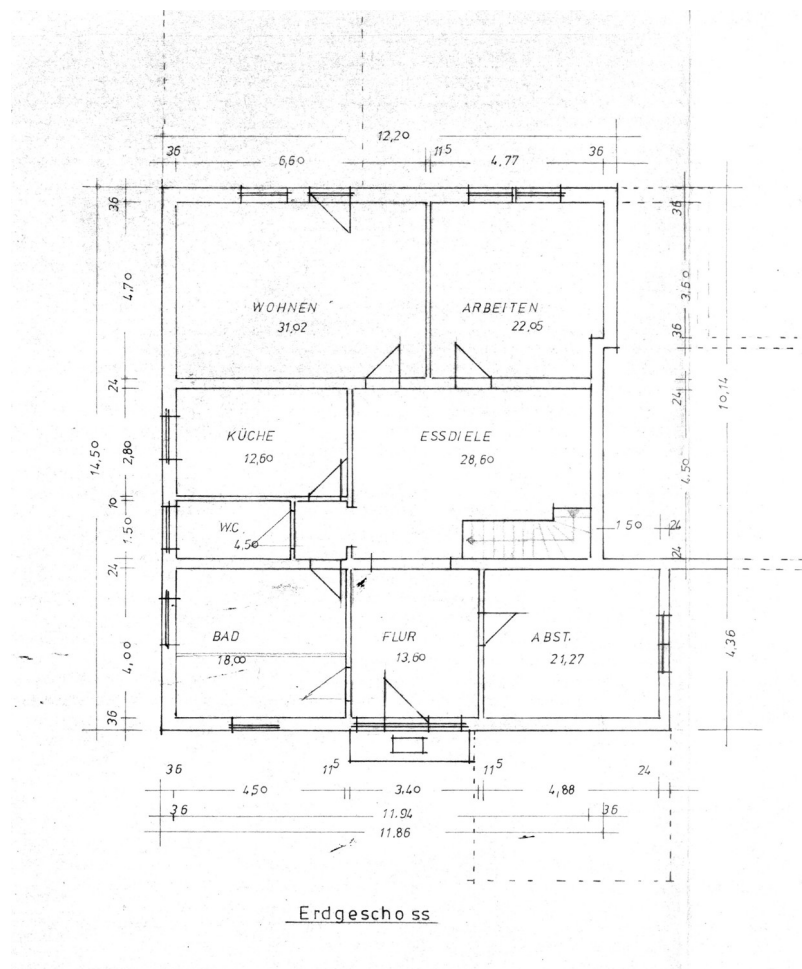 12,20
36 6,60 11⁵ 4,77 36
36
36
4,70
3,60
WOHNEN
31,02
ARBEITEN
22,05
36
24
24
10,14
14,50
2,80
KÜCHE
12,60
ESSDIELE
28,60
4.50
10
1.50
W.C.
4,50
1 50
24
24
24
4,00
BAD
18,00
FLUR
13,60
ABST.
21,27
4,36
36
36 11⁵ 11⁵ 24
4,50 3,40 4,88
36 11.94 36
11.86
Erdgeschoss